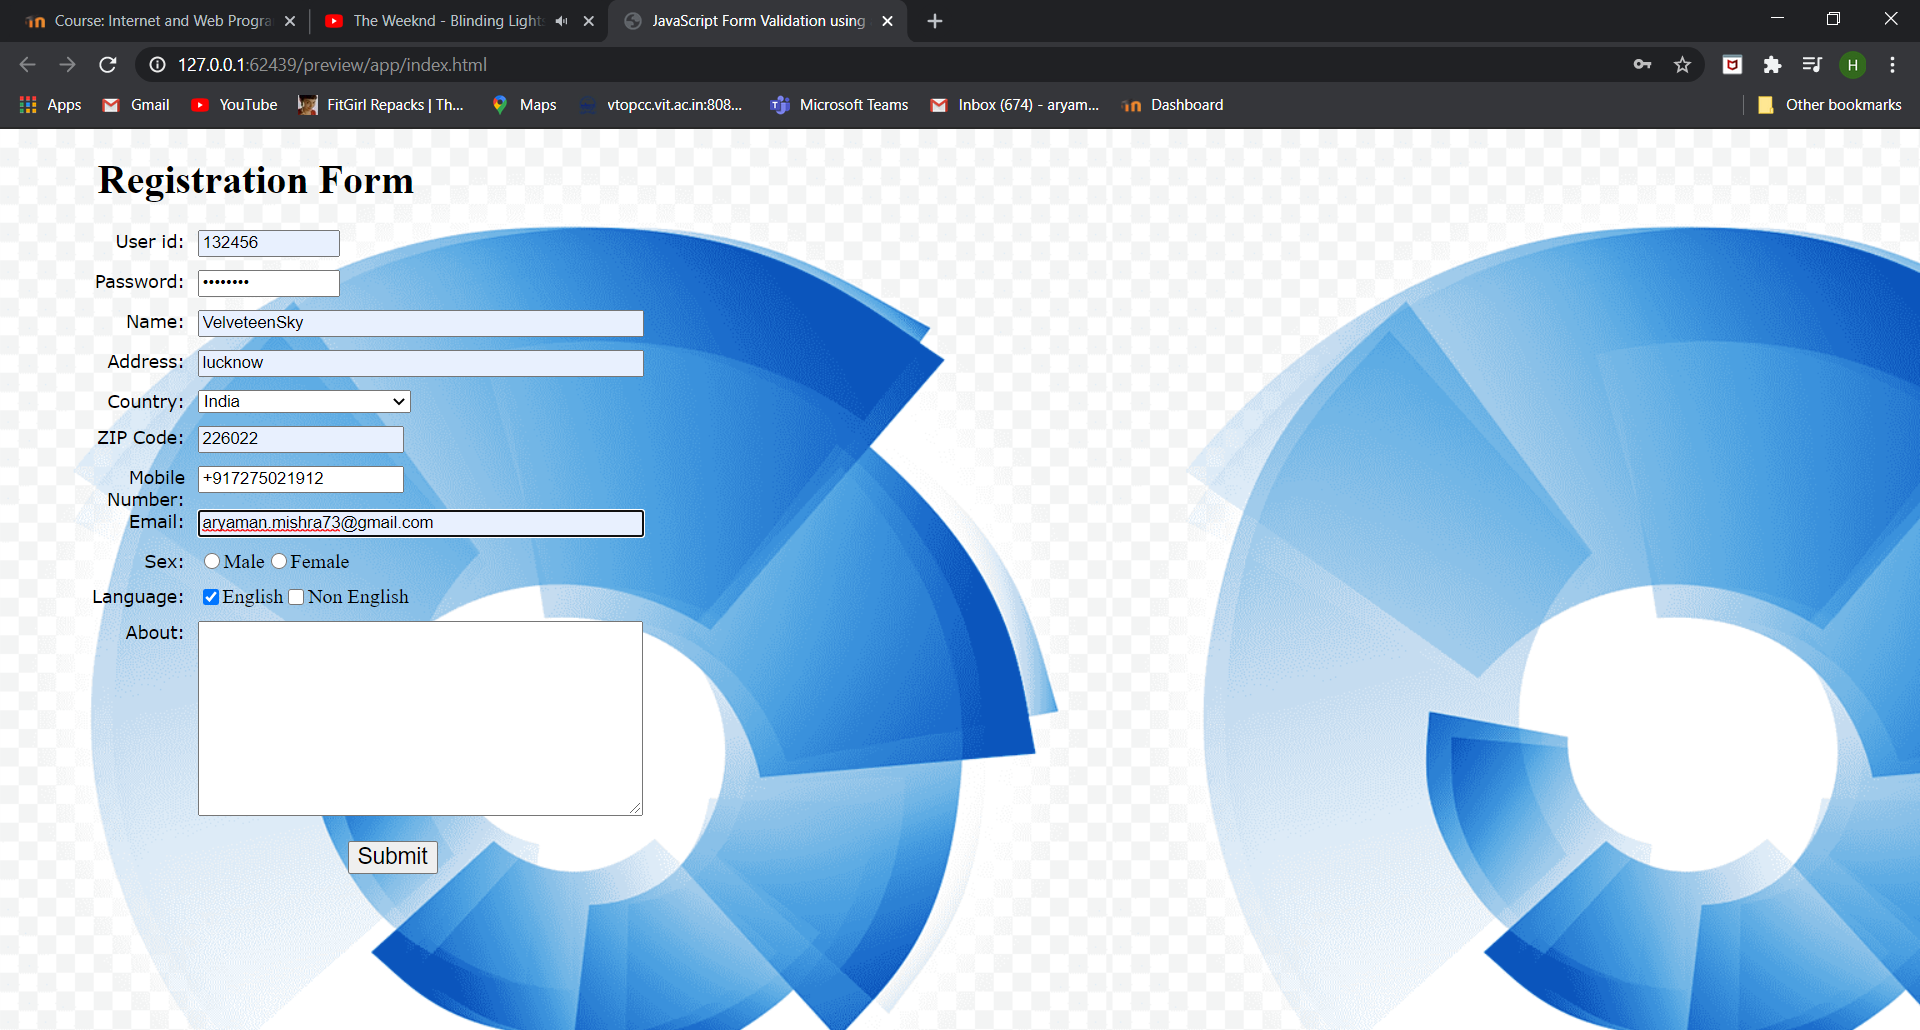 Course: Internet and Web Progra
The Weeknd - Blinding Lights
JavaScript Form Validation using
127.0.0.1:62439/preview/app/index.html
H
Apps
Gmail
YouTube
FitGirl Repacks | Th...
Maps
vtopcc.vit.ac.in:808...
Microsoft Teams
Inbox (674) - aryam...
Dashboard
Other bookmarks
Registration Form
User id: 132456
Password: ••••••••
Name: VelveteenSky
Address: lucknow
Country: India
ZIP Code: 226022
Mobile Number: +917275021912
Email: aryaman.mishra73@gmail.com
Sex: Male Female
Language: English Non English
About:
Submit